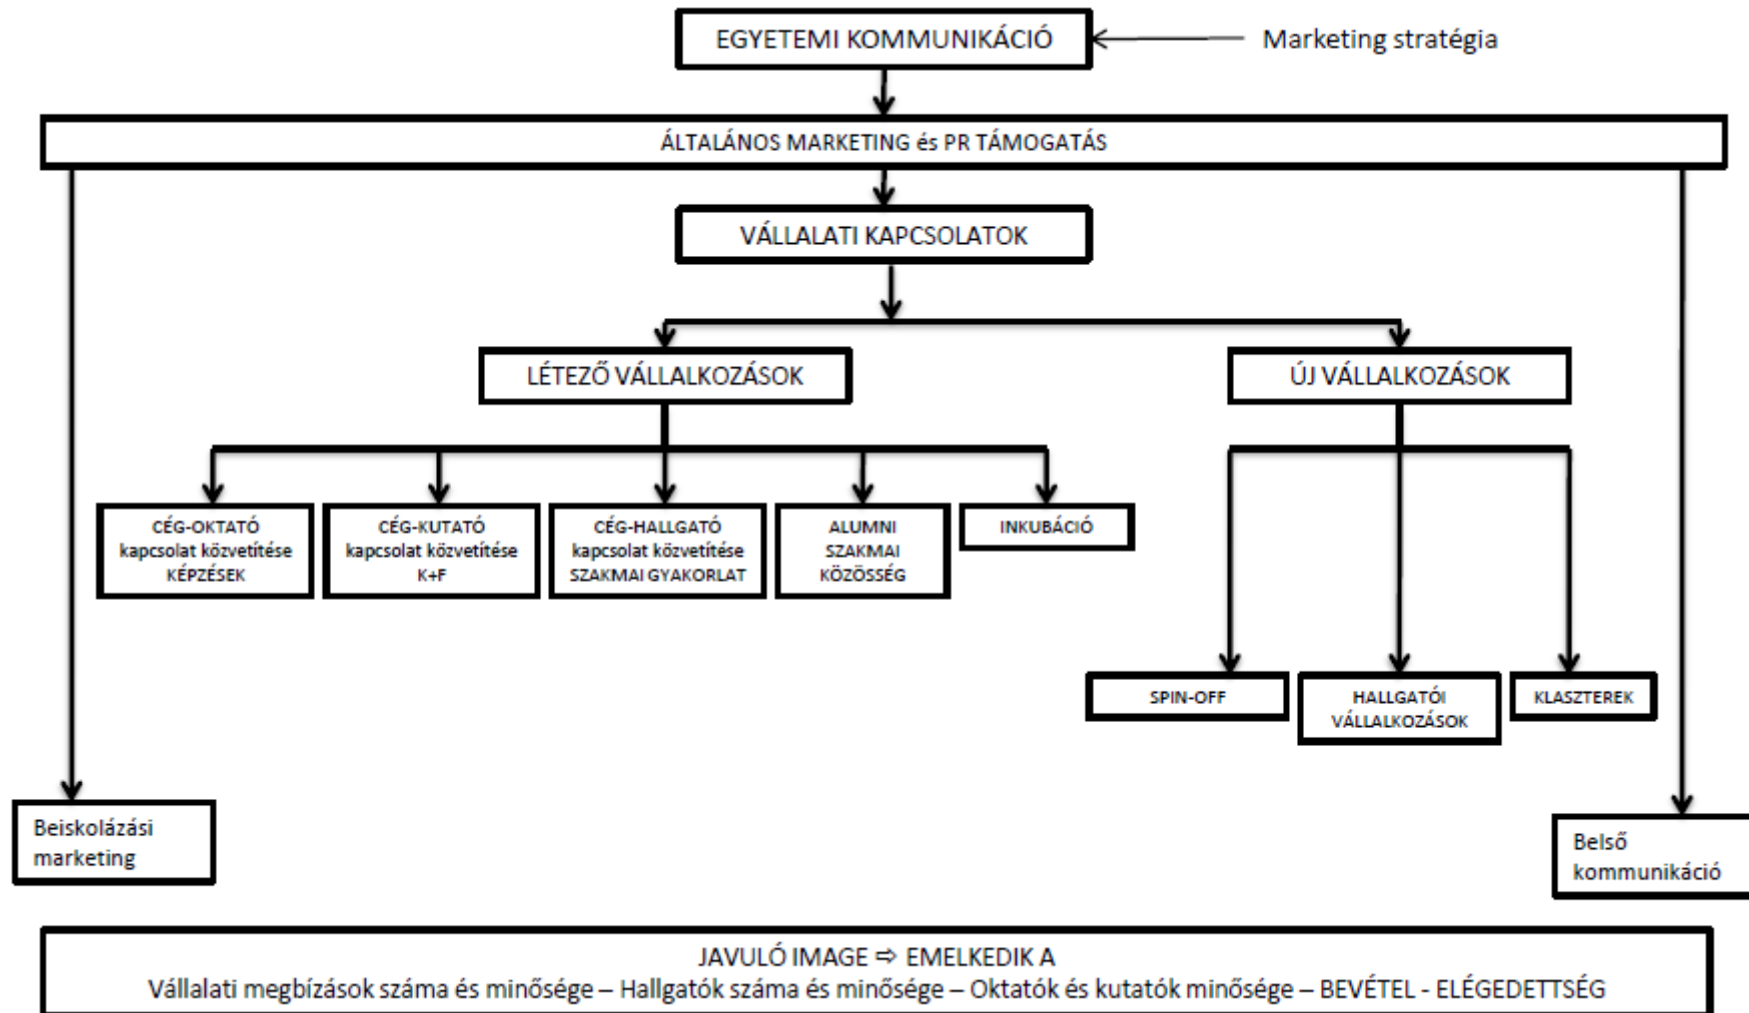 EGYETEMI KOMMUNIKÁCIÓ
Marketing stratégia
ÁLTALÁNOS MARKETING és PR TÁMOGATÁS
VÁLLALATI KAPCSOLATOK
LÉTEZŐ VÁLLALKOZÁSOK
ÚJ VÁLLALKOZÁSOK
CÉG-OKTATÓ
kapcsolat közvetítése
KÉPZÉSEK
CÉG-KUTATÓ
kapcsolat közvetítése
K+F
CÉG-HALLGATÓ
kapcsolat közvetítése
SZAKMAI GYAKORLAT
ALUMNI
SZAKMAI
KÖZÖSSÉG
INKUBÁCIÓ
SPIN-OFF
HALLGATÓI
VÁLLALKOZÁSOK
KLASZTEREK
Beiskolázási
marketing
Belső
kommunikáció
JAVULÓ IMAGE ⇨ EMELKEDIK A
Vállalati megbízások száma és minősége – Hallgatók száma és minősége – Oktatók és kutatók minősége – BEVÉTEL - ELÉGEDETTSÉG